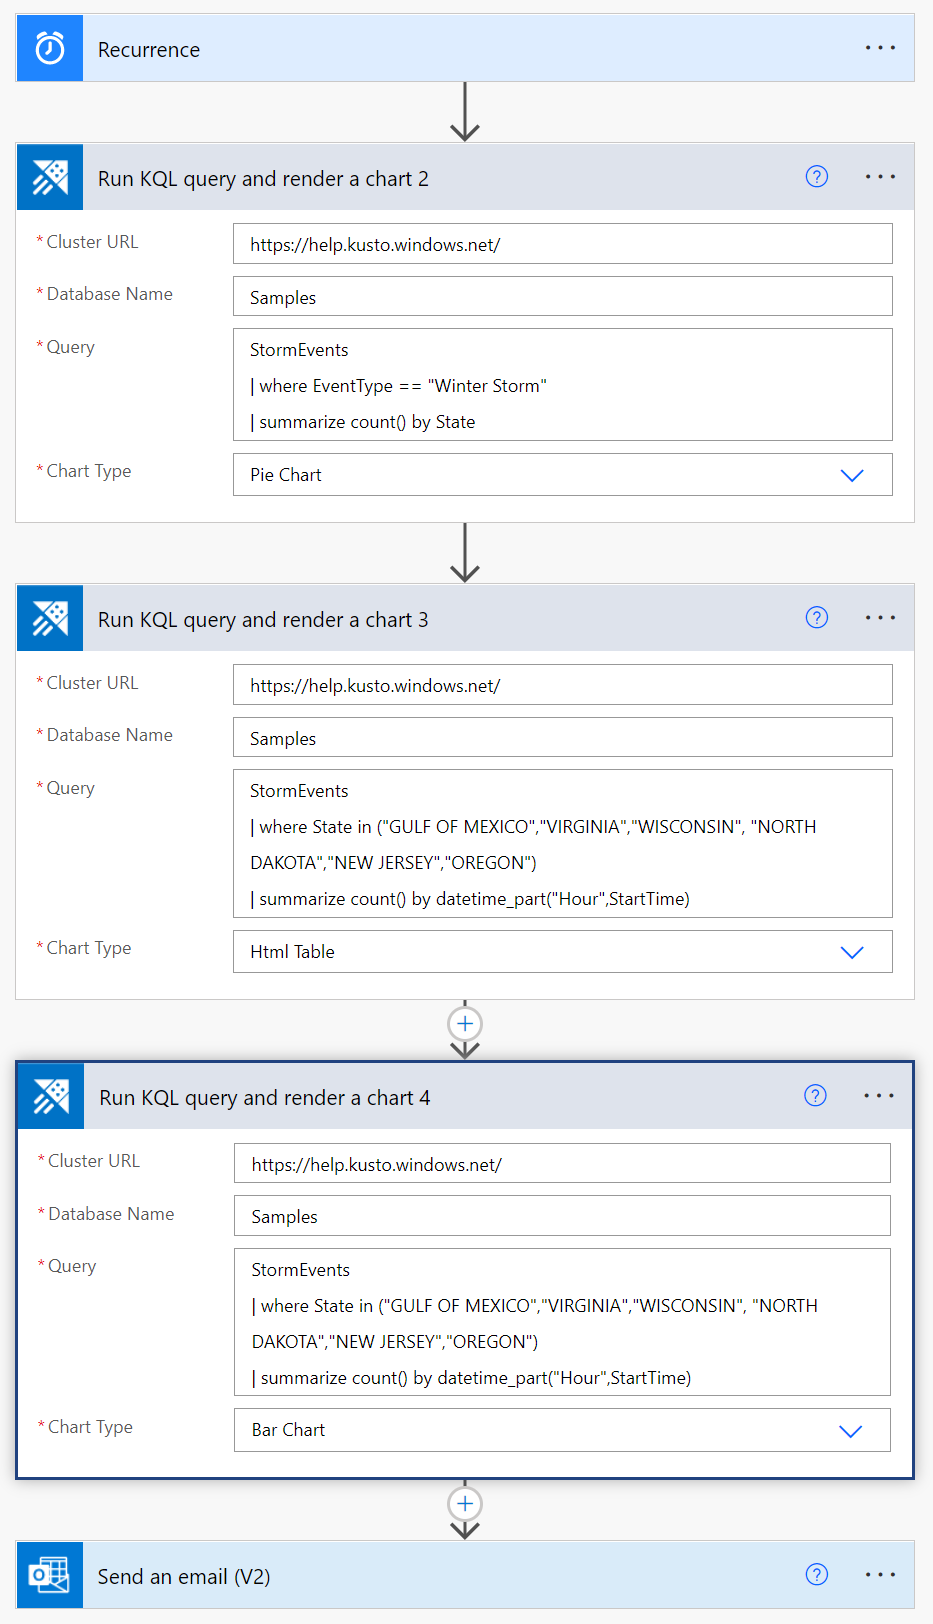 Recurrence
Run KQL query and render a chart 2
* Cluster URL
https://help.kusto.windows.net/
* Database Name
Samples
* Query
StormEvents
| where EventType == "Winter Storm"
| summarize count() by State
* Chart Type
Pie Chart
Run KQL query and render a chart 3
* Cluster URL
https://help.kusto.windows.net/
* Database Name
Samples
* Query
StormEvents
| where State in ("GULF OF MEXICO","VIRGINIA","WISCONSIN", "NORTH
DAKOTA","NEW JERSEY","OREGON")
| summarize count() by datetime_part("Hour",StartTime)
* Chart Type
Html Table
Run KQL query and render a chart 4
* Cluster URL
https://help.kusto.windows.net/
* Database Name
Samples
* Query
StormEvents
| where State in ("GULF OF MEXICO","VIRGINIA","WISCONSIN", "NORTH
DAKOTA","NEW JERSEY","OREGON")
| summarize count() by datetime_part("Hour",StartTime)
* Chart Type
Bar Chart
Send an email (V2)